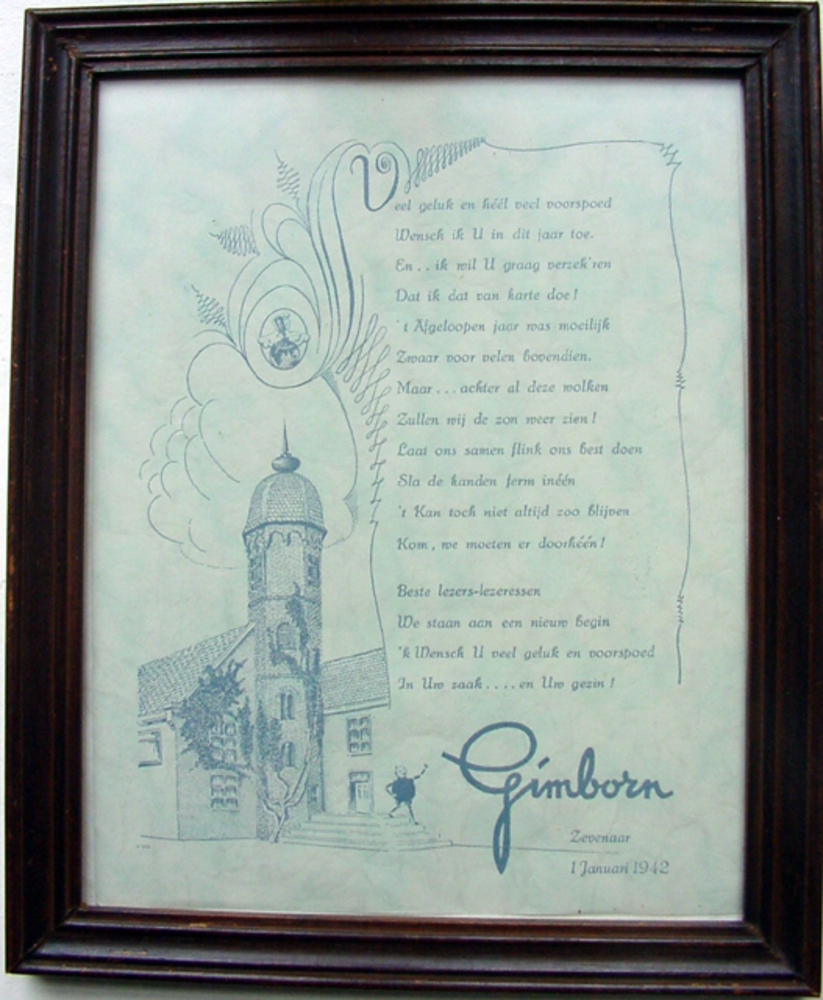 Veel geluk en héél veel voorspoed
Wensch ik U in dit jaar toe.
En . . ik wil U graag verzek'ren
Dat ik dat van harte doe !
't Afgeloopen jaar was moeilijk
Zwaar voor velen bovendien.
Maar . . . achter al deze wolken
Zullen wij de zon weer zien !
Laat ons samen flink ons best doen
Sla de handen ferm inéén
't Kan toch niet altijd zoo blijven
Kom, we moeten er doorhéén !
Beste lezers-lezeressen
We staan aan een nieuw begin
'k Wensch U veel geluk en voorspoed
In Uw zaak . . . . en Uw gezin !
Gimborn
Zevenaar
1 Januari 1942